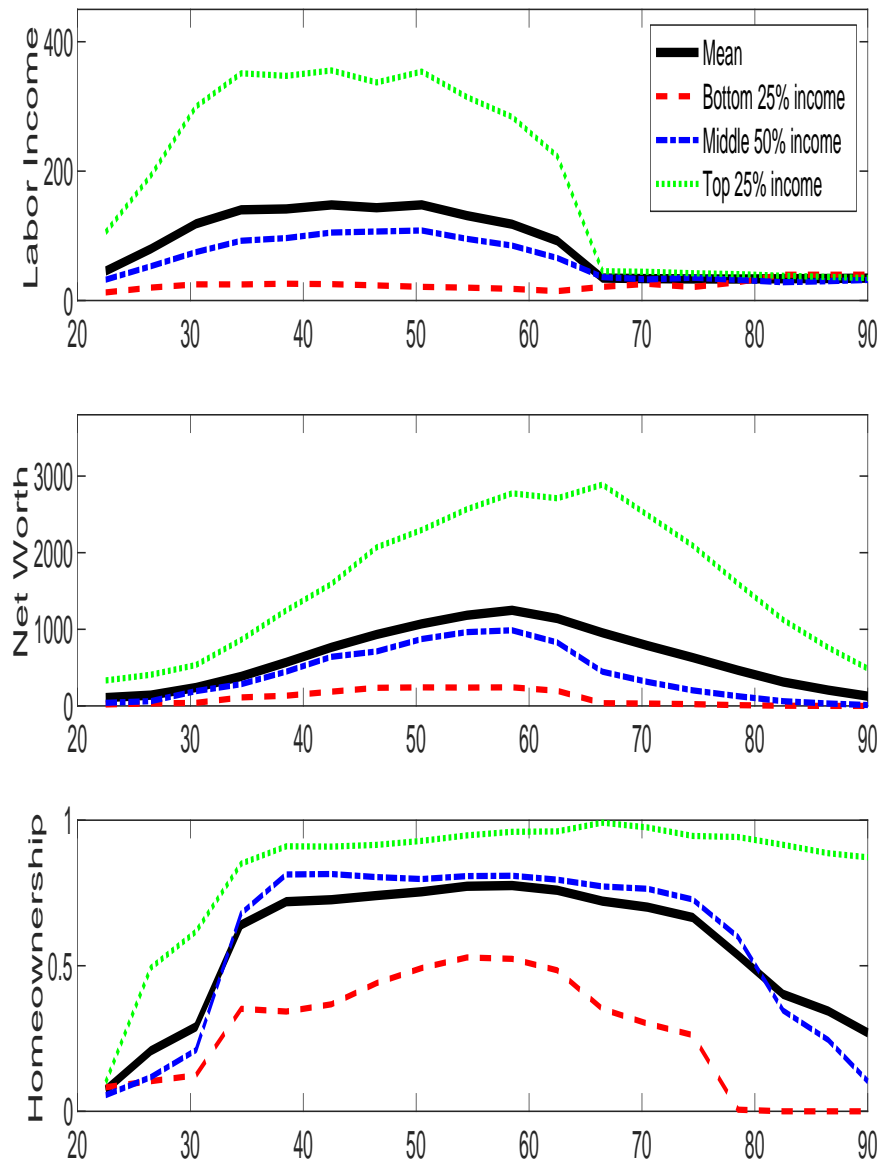 400
200
0
Labor Income
Mean
Bottom 25% income
Middle 50% income
Top 25% income
20 30 40 50 60 70 80 90
3000
2000
1000
0
Net Worth
20 30 40 50 60 70 80 90
1
0.5
0
Homeownership
20 30 40 50 60 70 80 90